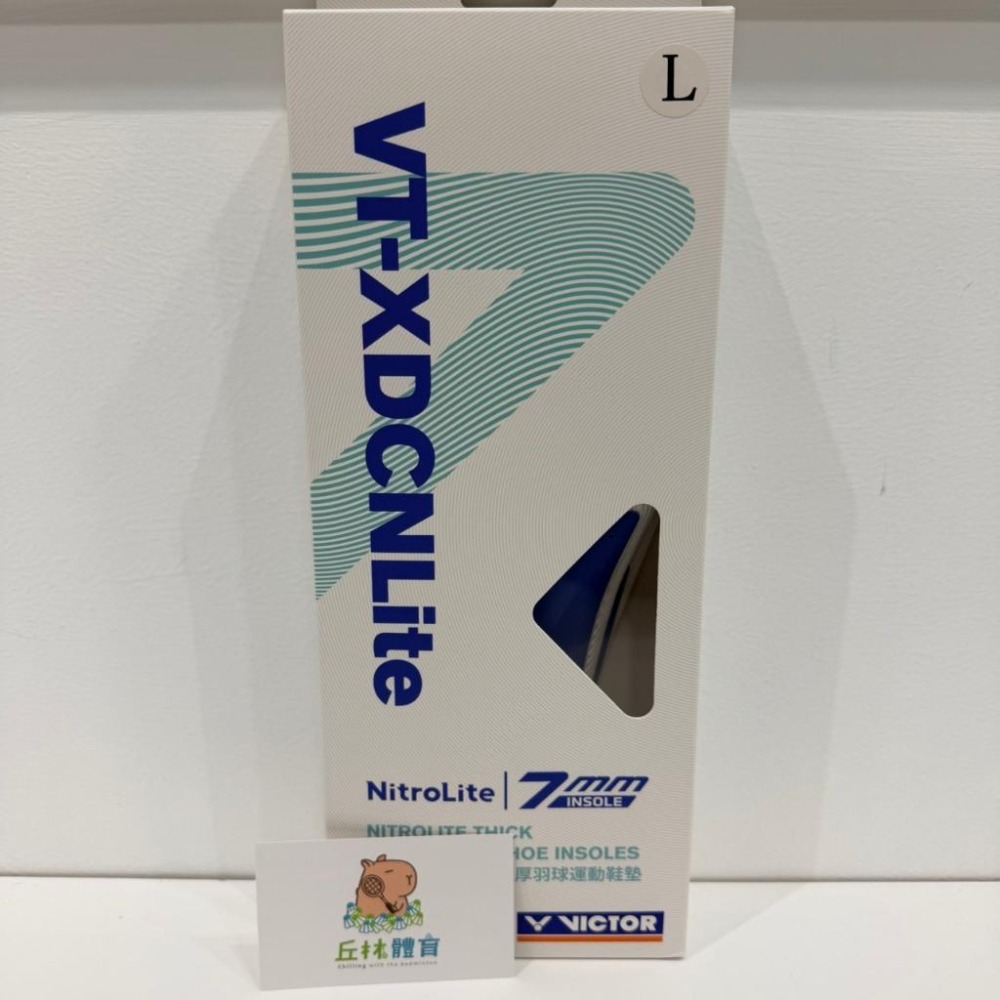 L
VT-XDCNLite
NitroLite
7mm
INSOLE
NITROLITE THICK
HOE INSOLES
厚羽球運動鞋墊
VICTOR
丘林體育
Chilling with the badminton